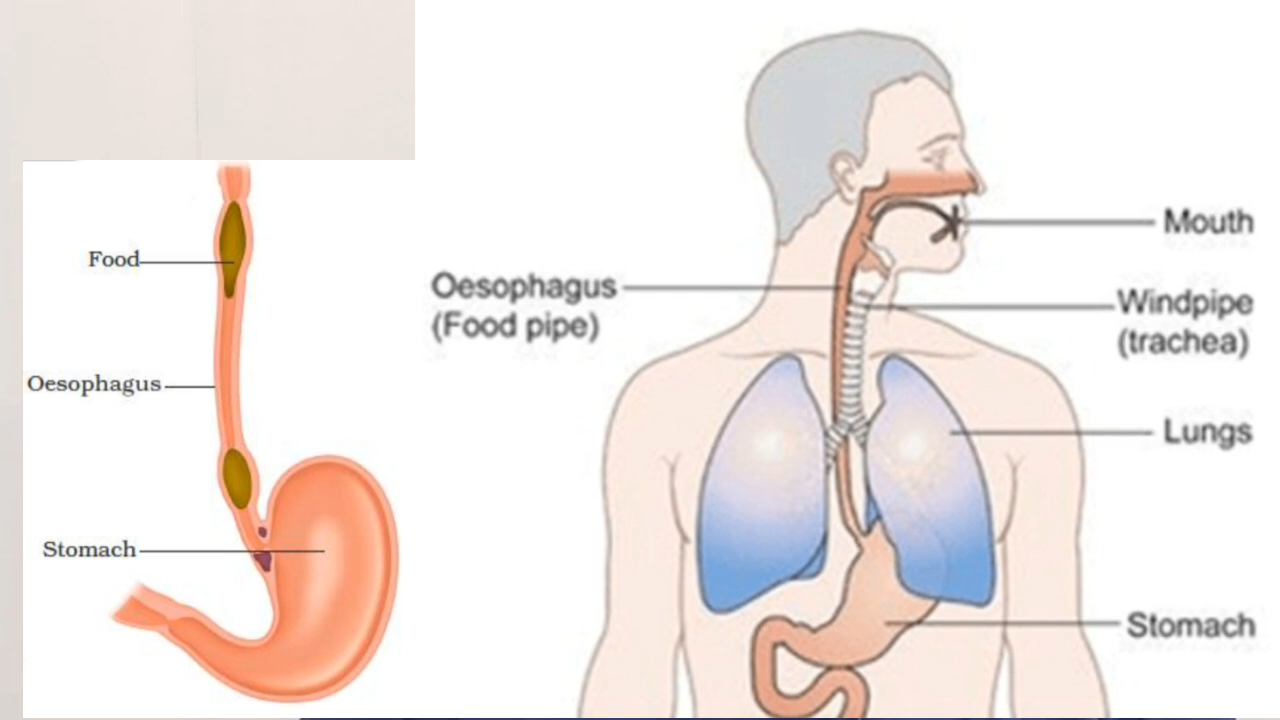 Food
Oesophagus
Stomach
Oesophagus
(Food pipe)
Mouth
Windpipe
(trachea)
Lungs
Stomach